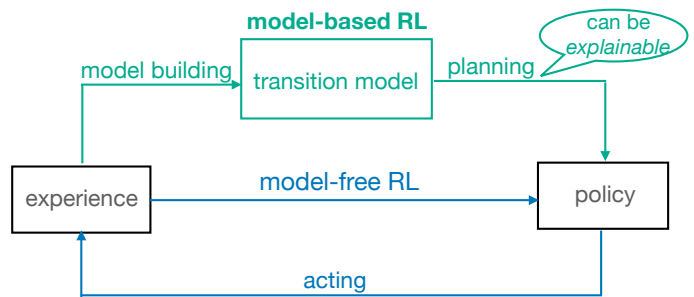 model-based RL
can be
explainable
model building
transition model
planning
experience
model-free RL
policy
acting